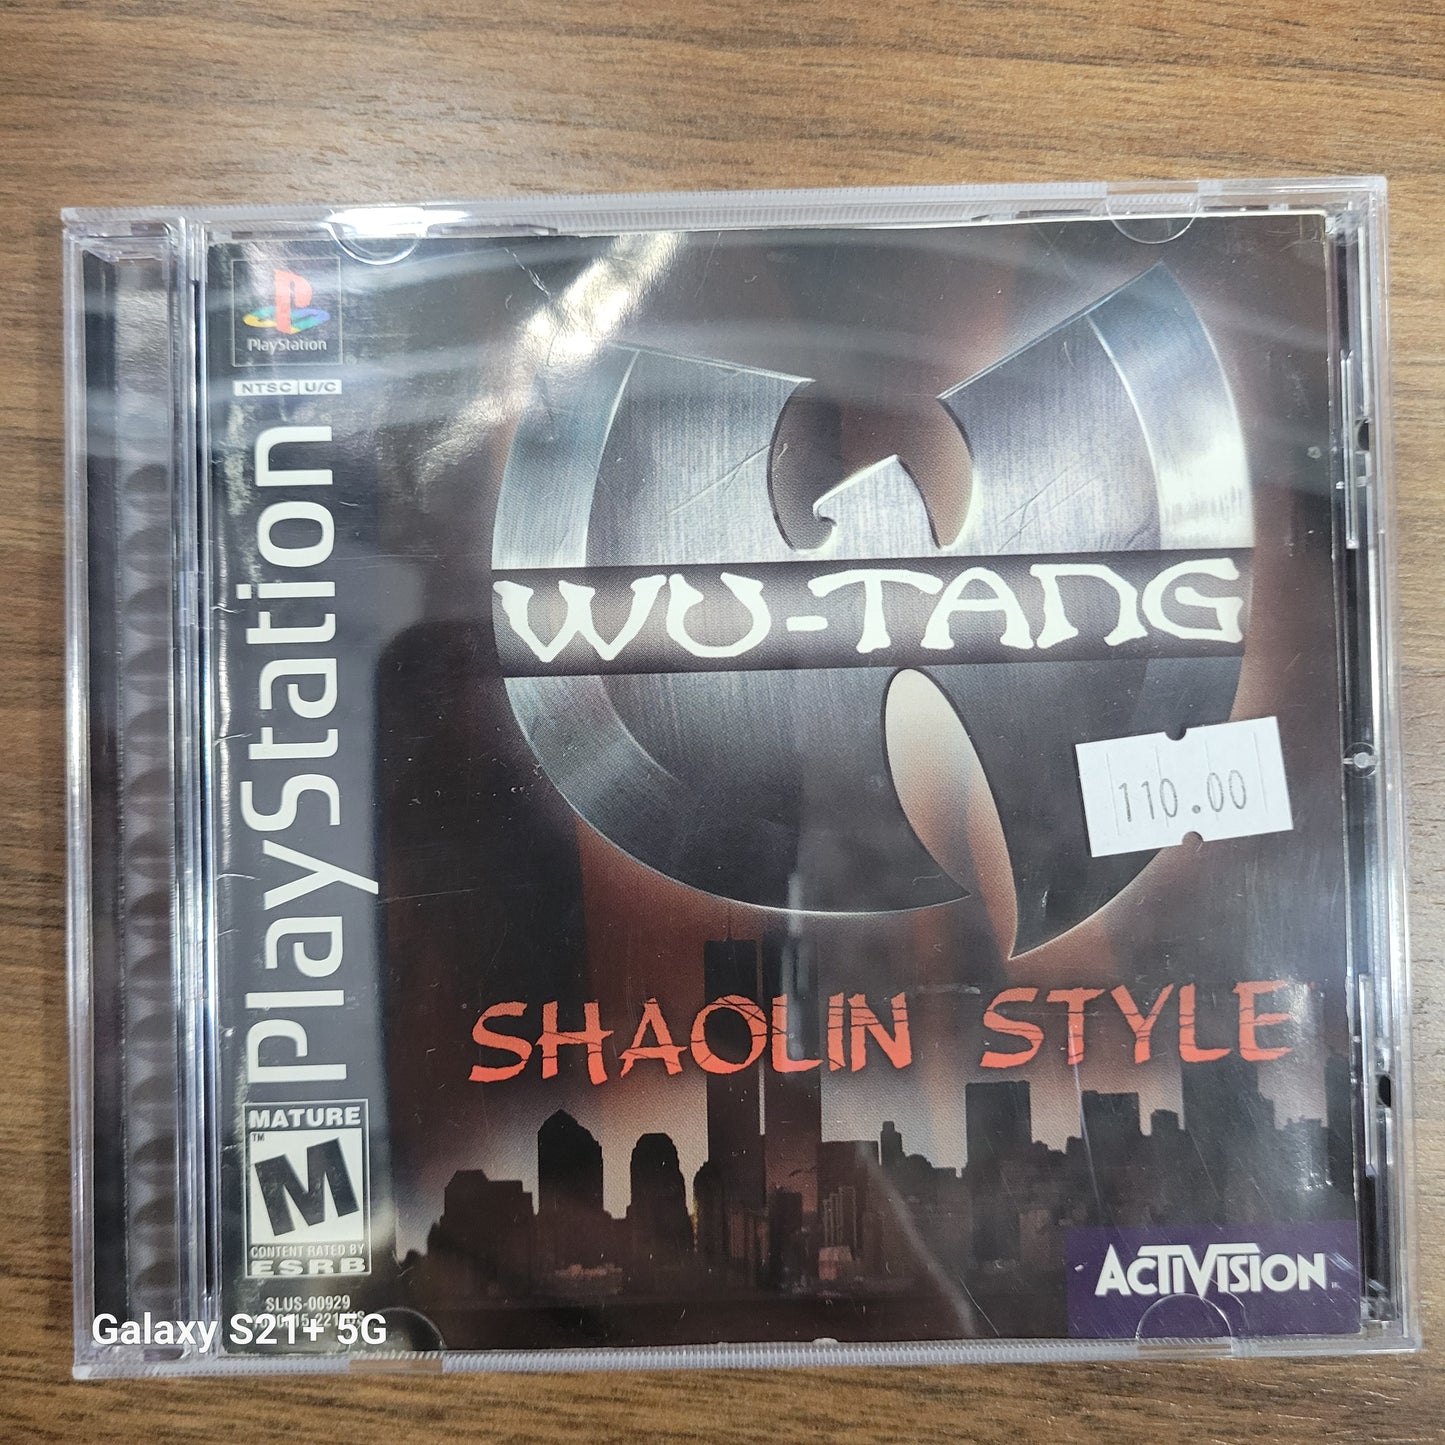 PlayStation
NTSC U/C
PlayStation
WU-TANG
110.00
SHAOLIN STYLE
MATURE
TM
M
CONTENT RATED BY
ESRB
ACTIVISION
SLUS-00929
Galaxy S21+ 5G